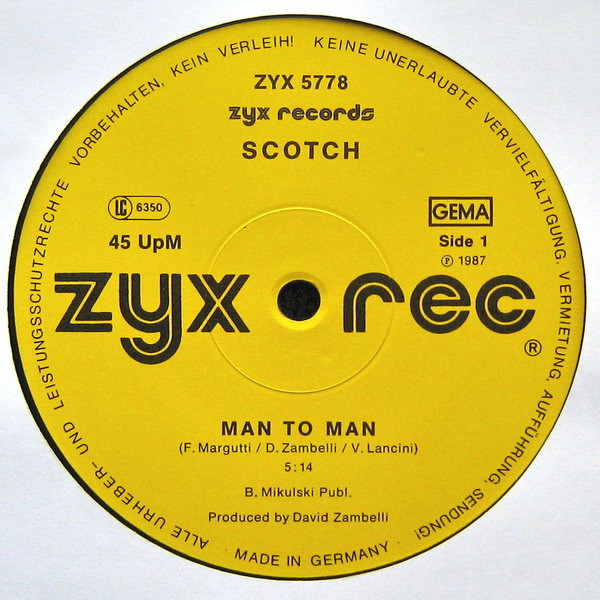 ALLE URHEBER- UND LEISTUNGSSCHUTZRECHTE VORBEHALTEN, KEIN VERLEIH! KEINE UNERLAUBTE VERVIELFÄLTIGUNG, VERMIETUNG, AUFFÜHRUNG, SENDUNG!
ZYX 5778
zyx records
SCOTCH
LC 6350
GEMA
45 UpM
Side 1
℗ 1987
zyx rec
®
MAN TO MAN
(F. Margutti / D. Zambelli / V. Lancini)
5:14
B. Mikulski Publ.
Produced by David Zambelli
MADE IN GERMANY